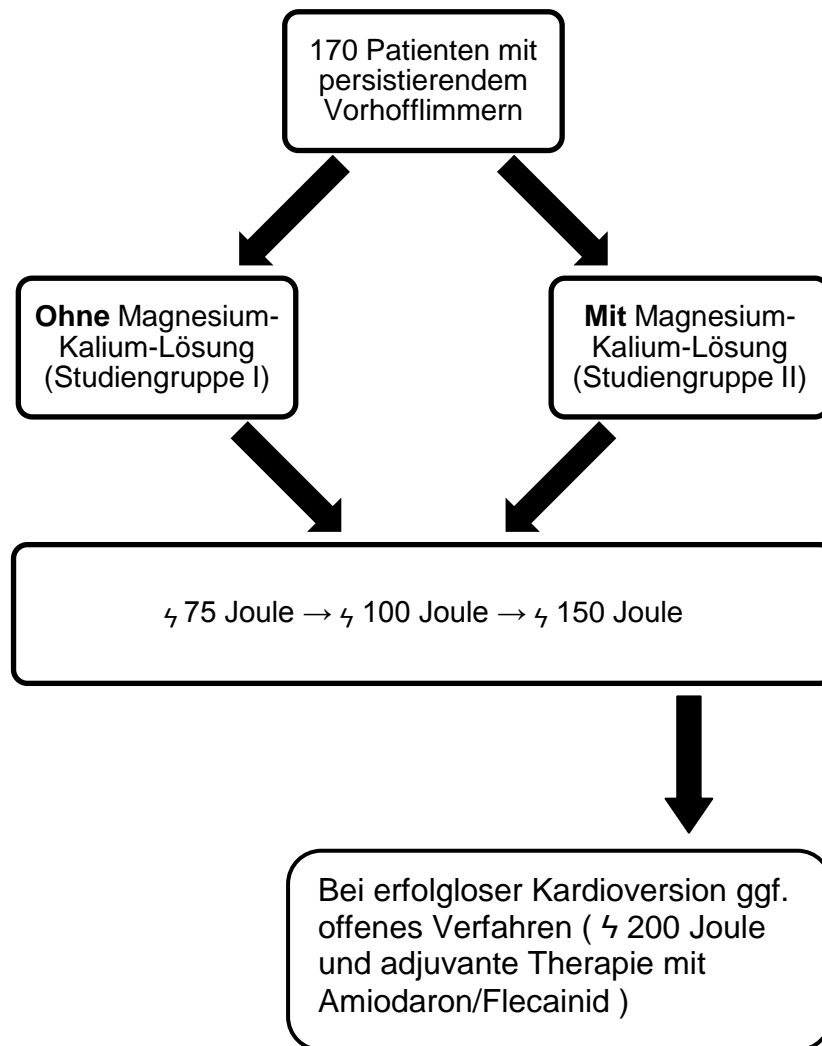 170 Patienten mit
persistierendem
Vorhofflimmern
Ohne Magnesium-
Kalium-Lösung
(Studiengruppe I)
Mit Magnesium-
Kalium-Lösung
(Studiengruppe II)
ϟ 75 Joule → ϟ 100 Joule → ϟ 150 Joule
Bei erfolgloser Kardioversion ggf.
offenes Verfahren ( ϟ 200 Joule
und adjuvante Therapie mit
Amiodaron/Flecainid )